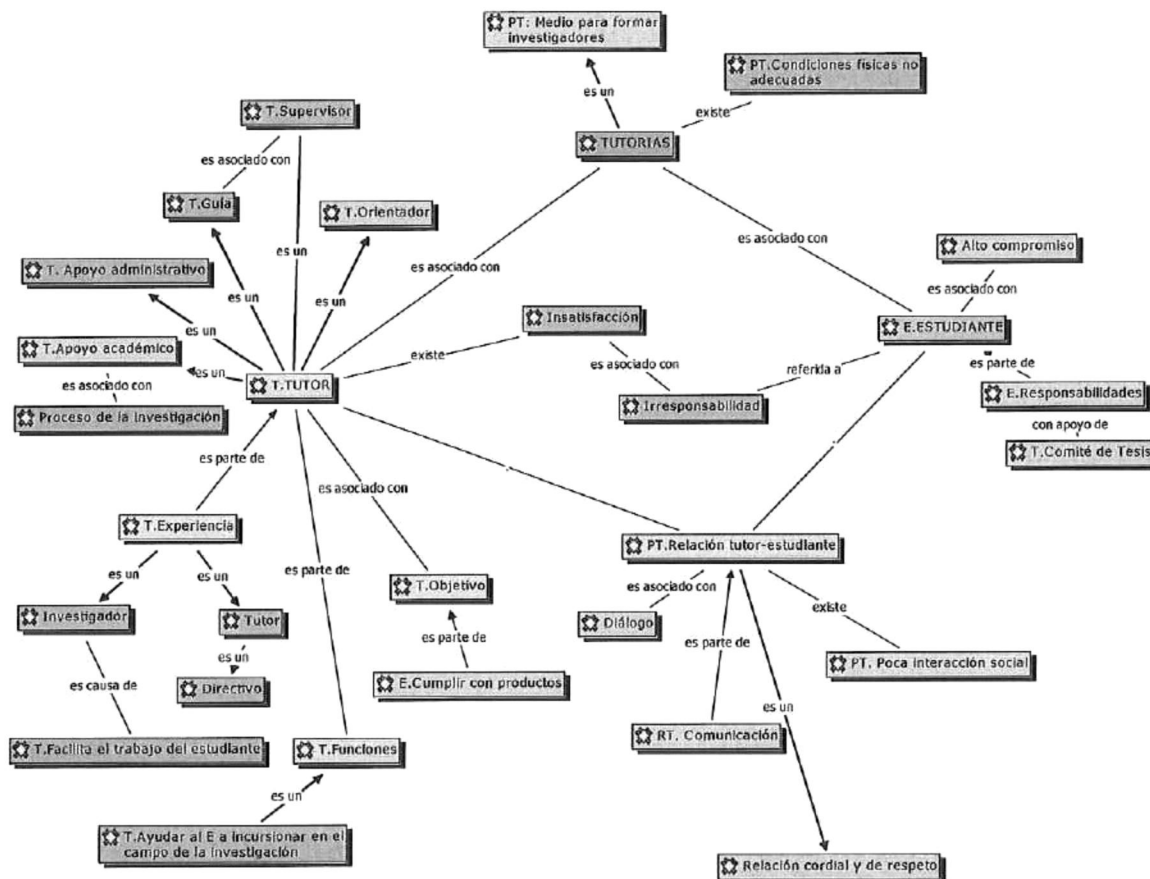 PT: Medio para formar
investigadores
PT.Condiciones físicas no
adecuadas
es un
existe
T.Supervisor
TUTORIAS
es asociado con
T.Guía
T.Orientador
es un
es asociado con
Alto compromiso
T. Apoyo administrativo
es un
es un
es asociado con
es asociado con
es un
Insatisfacción
E.ESTUDIANTE
T.Apoyo académico
es un
existe
es asociado con
T.TUTOR
referida a
es parte de
es asociado con
Irresponsabilidad
E.Responsabilidades
Proceso de la investigación
con apoyo de
T.Comité de Tesis
es parte de
es asociado con
T.Experiencia
PT.Relación tutor-estudiante
es un
es un
es parte de
T.Objetivo
es asociado con
existe
Investigador
Tutor
Diálogo
es parte de
es parte de
es un
PT. Poca interacción social
es causa de
Directivo
E.Cumplir con productos
es un
RT. Comunicación
T.Facilita el trabajo del estudiante
T.Funciones
es un
T.Ayudar al E a incursionar en el
campo de la investigación
Relación cordial y de respeto